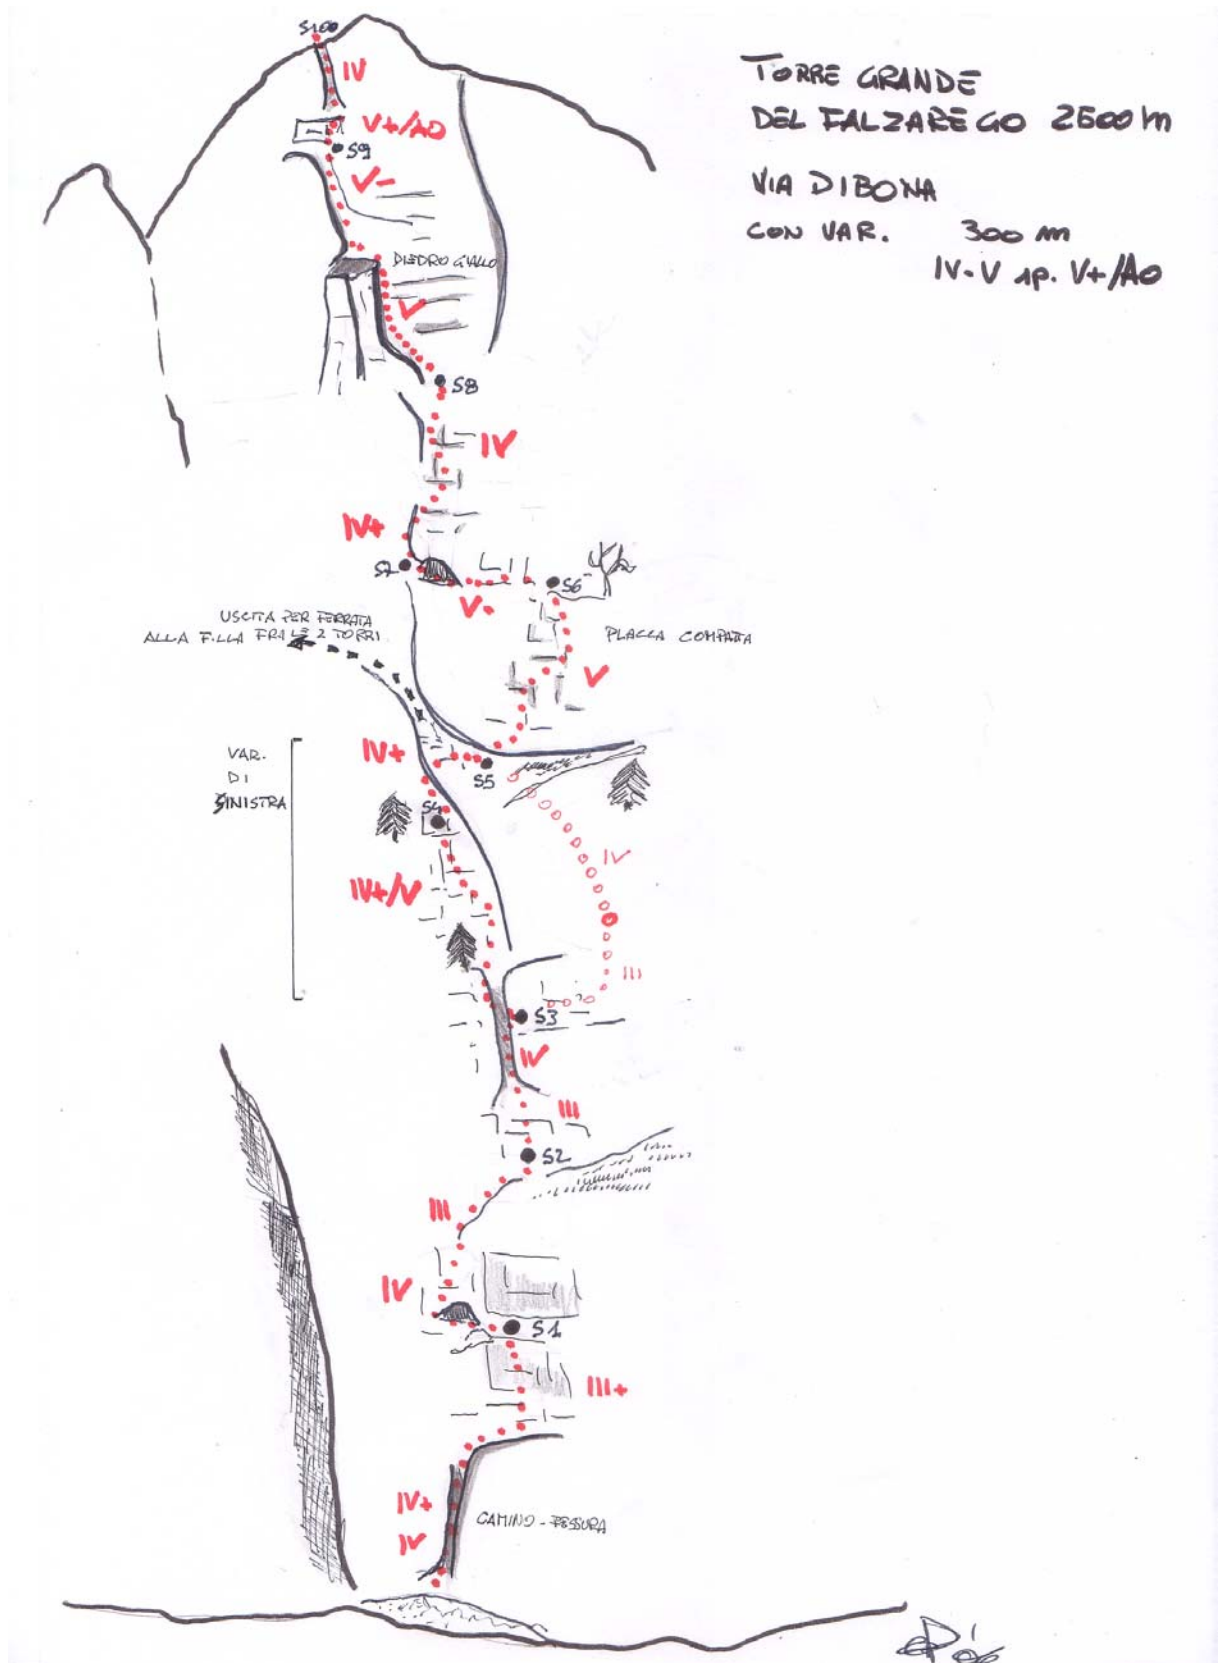 S100
TORRE GRANDE
DEL FALZAREGO 2500 m
VIA DIBONA
CON VAR. 300 m
IV-V sp. V+/A0
IV
V+/A0
S9
V-
DIEDRO GIALLO
V
S8
IV
IV+
S7
S6
V-
USCITA PER FERRATA
ALLA F.LLA FRA LE 2 TORRI
PLACCA COMPATTA
V
VAR.
DI
SINISTRA
IV+
S5
S4
IV
IV+/V
III
S3
IV
III
S2
III
IV
S1
III+
IV+
CAMINO - FESSURA
IV